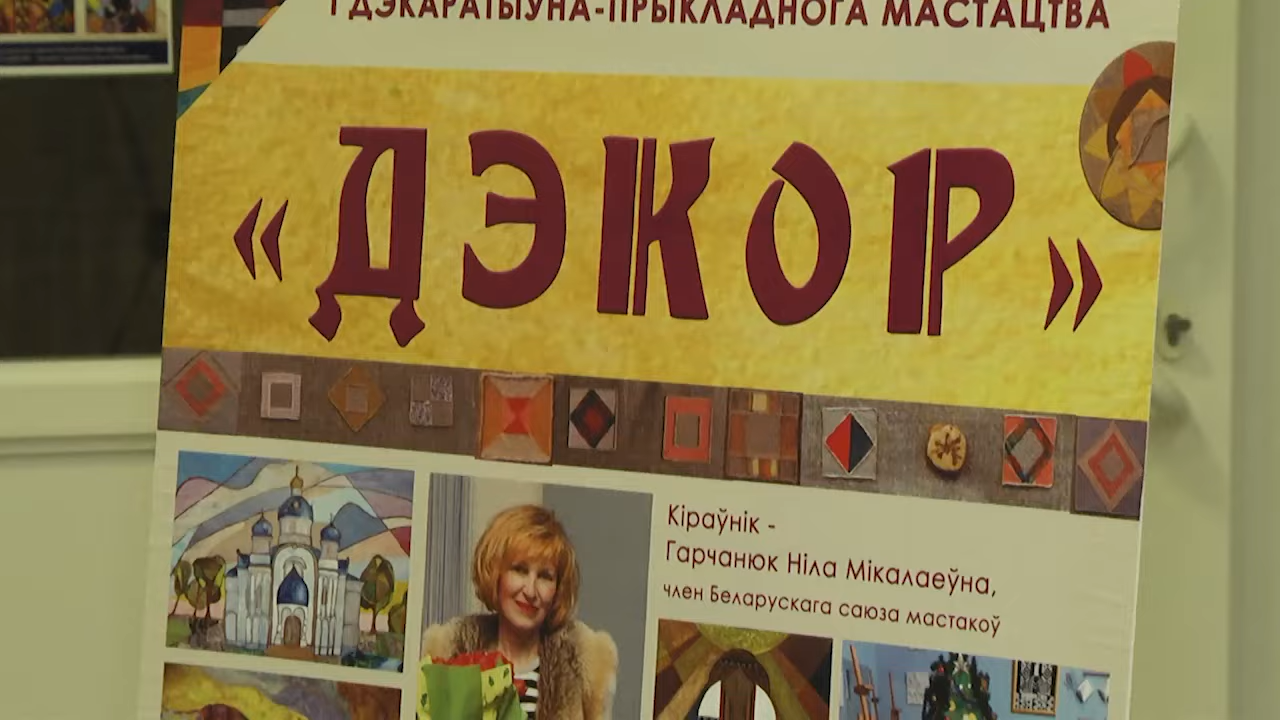 І ДЭКАРАТЫЎНА-ПРЫКЛАДНОГА МАСТАЦТВА
«ДЭКОР»
Кіраўнік -
Гарчанюк Ніла Мікалаеўна,
член Беларускага саюза мастакоў